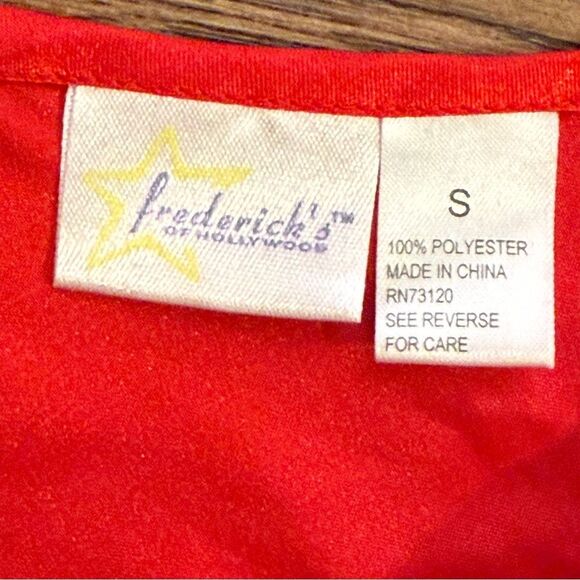 frederick's™
OF HOLLYWOOD
S
100% POLYESTER
MADE IN CHINA
RN73120
SEE REVERSE
FOR CARE